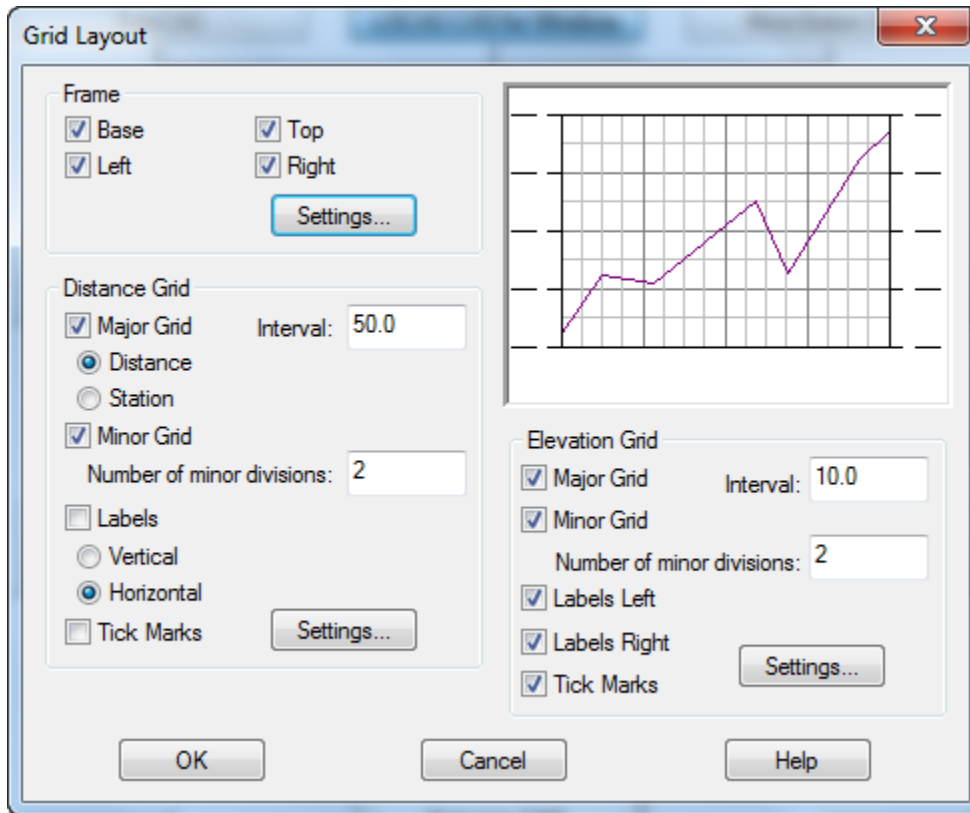 Grid Layout
Frame
Base
Top
Left
Right
Settings...
Distance Grid
Major Grid
Interval: 50.0
Distance
Station
Minor Grid
Number of minor divisions: 2
Labels
Vertical
Horizontal
Tick Marks
Settings...
Elevation Grid
Major Grid
Interval: 10.0
Minor Grid
Number of minor divisions: 2
Labels Left
Labels Right
Tick Marks
Settings...
OK
Cancel
Help